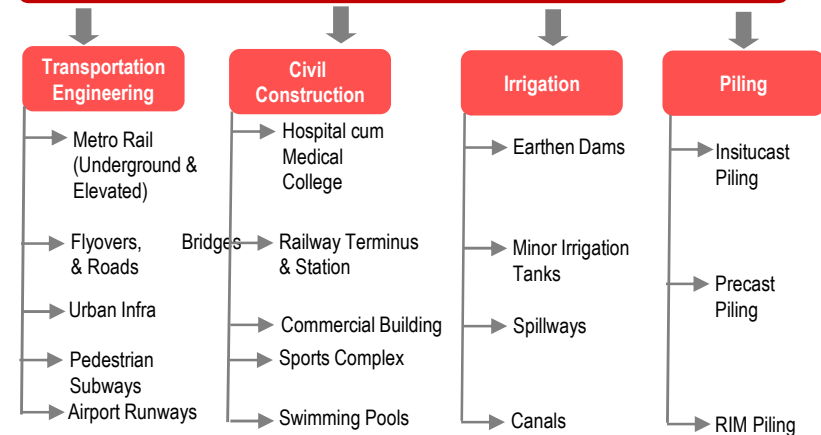 Transportation
Engineering
Metro Rail
(Underground &
Elevated)
Flyovers, Bridges
& Roads
Urban Infra
Pedestrian
Subways
Airport Runways
Civil
Construction
Hospital cum
Medical
College
Railway Terminus
& Station
Commercial Building
Sports Complex
Swimming Pools
Irrigation
Earthen Dams
Minor Irrigation
Tanks
Spillways
Canals
Piling
Insitucast
Piling
Precast
Piling
RIM Piling